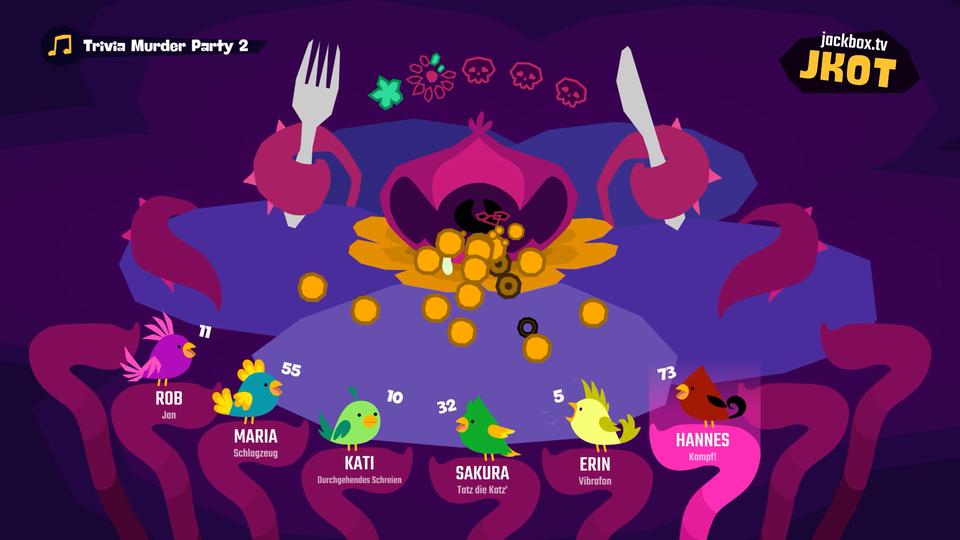 Trivia Murder Party 2
jackbox.tv
JKOT
11
ROB
Jan
55
MARIA
Schlagzeug
10
KATI
Durchgehendes Schreien
32
SAKURA
Tatz die Katz'
5
ERIN
Vibrafon
73
HANNES
Kampf!